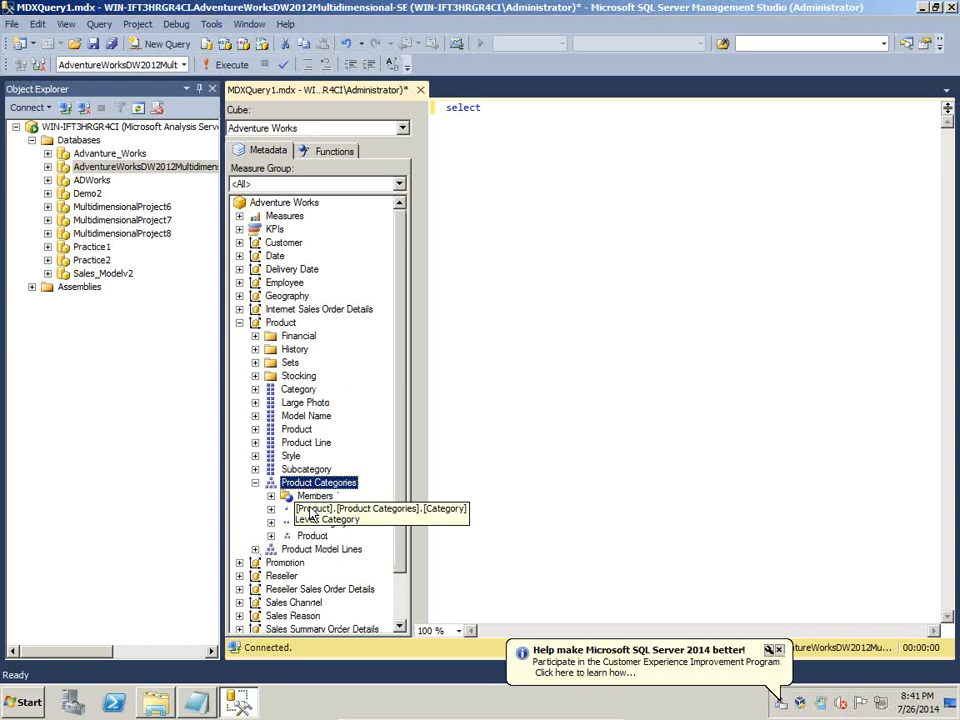 MDXQuery1.mdx - WIN-IFT3HRGR4CI.AdventureWorksDW2012Multidimensional-SE (WIN-IFT3HRGR4CI\Administrator)* - Microsoft SQL Server Management Studio (Administrator)
File Edit View Query Project Debug Tools Window Help
New Query
AdventureWorksDW2012Mult Execute
Object Explorer
Connect
WIN-IFT3HRGR4CI (Microsoft Analysis Serve
Databases
Advanture_Works
AdventureWorksDW2012Multidimen
ADWorks
Demo2
MultidimensionalProject6
MultidimensionalProject7
MultidimensionalProject8
Practice1
Practice2
Sales_Modelv2
Assemblies
MDXQuery1.mdx - WI...R4CI\Administrator)*
Cube:
Adventure Works
Metadata Functions
Measure Group:
<All>
Adventure Works
Measures
KPIs
Customer
Date
Delivery Date
Employee
Geography
Internet Sales Order Details
Product
Financial
History
Sets
Stocking
Category
Large Photo
Model Name
Product
Product Line
Style
Subcategory
Product Categories
Members
[Product].[Product Categories].[Category]
Category
Product
Product Model Lines
Promotion
Reseller
Reseller Sales Order Details
Sales Channel
Sales Reason
Sales Summary Order Details
select
100 %
Connected.
tureWorksDW2012Mu... 00:00:00
Help make Microsoft SQL Server 2014 better!
Participate in the Customer Experience Improvement Program
Click here to learn how...
Ready
Start
8:41 PM
7/26/2014